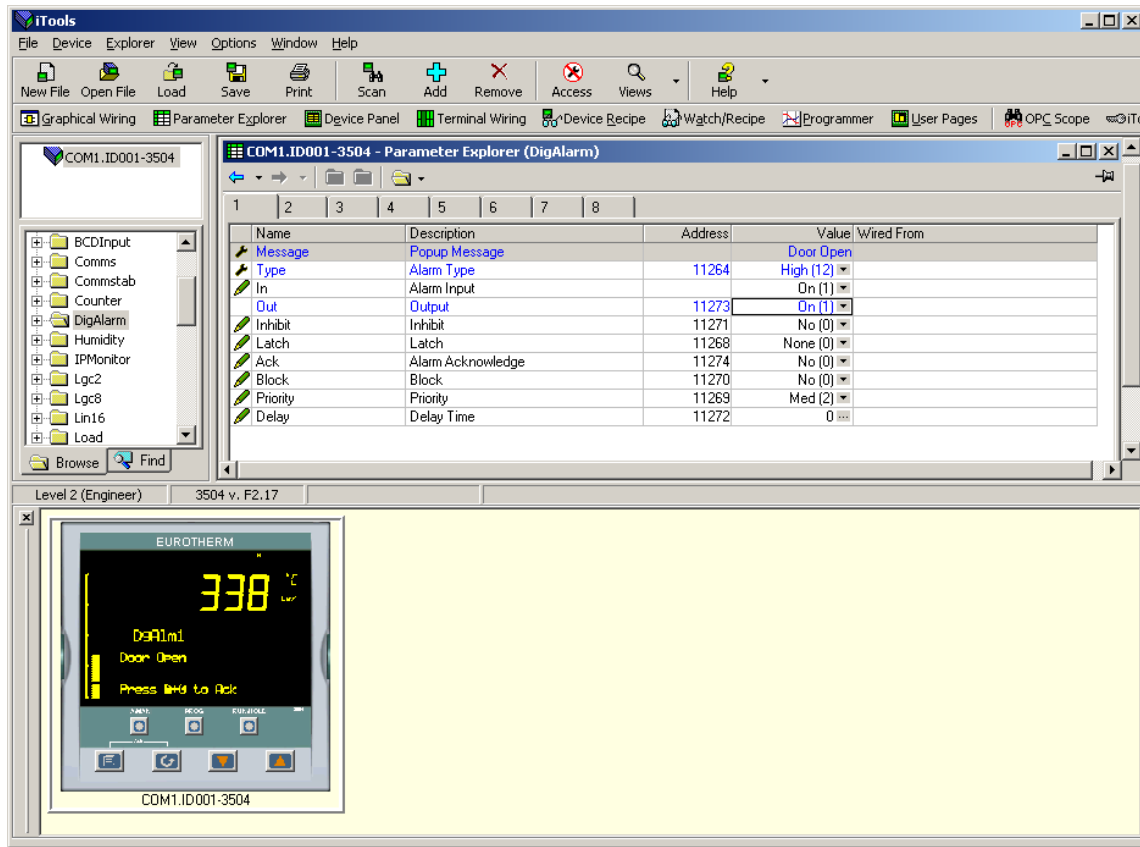 iTools
File Device Explorer View Options Window Help
New File Open File Load Save Print Scan Add Remove Access Views Help
Graphical Wiring Parameter Explorer Device Panel Terminal Wiring Device Recipe Watch/Recipe Programmer User Pages OPC Scope iTo
COM1.ID001-3504
COM1.ID001-3504 - Parameter Explorer (DigAlarm)
1 2 3 4 5 6 7 8
Name Description Address Value Wired From
Message Popup Message Door Open
Type Alarm Type 11264 High (12)
In Alarm Input On (1)
Out Output 11273 On (1)
Inhibit Inhibit 11271 No (0)
Latch Latch 11268 None (0)
Ack Alarm Acknowledge 11274 No (0)
Block Block 11270 No (0)
Priority Priority 11269 Med (2)
Delay Delay Time 11272 0 ...
BCDInput
Comms
Commstab
Counter
DigAlarm
Humidity
IPMonitor
Lgc2
Lgc8
Lin16
Load
Browse Find
Level 2 (Engineer) 3504 v. F2.17
EUROTHERM
338 °C
DgAlm1
Door Open
Press to Ack
PROG
COM1.ID001-3504